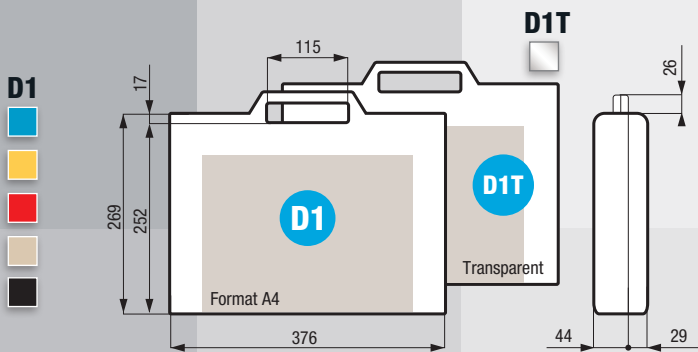 D1T
115
26
17
D1
269
252
D1
D1T
Transparent
Format A4
376
44
29